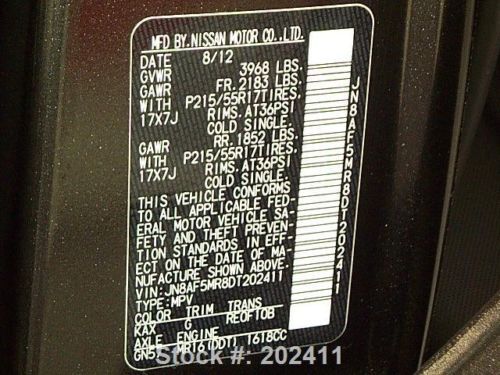 MFD BY NISSAN MOTOR CO.,LTD.
DATE 8/12
GVWR 3968 LBS.
GAWR FR.2183 LBS.
WITH P215/55R17TIRES.
17X7J RIMS.AT36PSI
COLD SINGLE.
GAWR RR.1852 LBS.
WITH P215/55R17TIRES.
17X7J RIMS.AT36PSI
COLD SINGLE.
THIS VEHICLE CONFORMS
TO ALL APPLICABLE FED-
ERAL MOTOR VEHICLE SA-
FETY AND THEFT PREVEN-
TION STANDARDS IN EFF-
ECT ON THE DATE OF MA-
NUFACTURE SHOWN ABOVE.
VIN:JN8AF5MR8DT202411
TYPE:MPV
COLOR TRIM TRANS
KAX G RE0F10B
AXLE ENGINE
GN55 MR16(DDT) 1618CC
JN8AF5MR8DT202411
Stock #: 202411